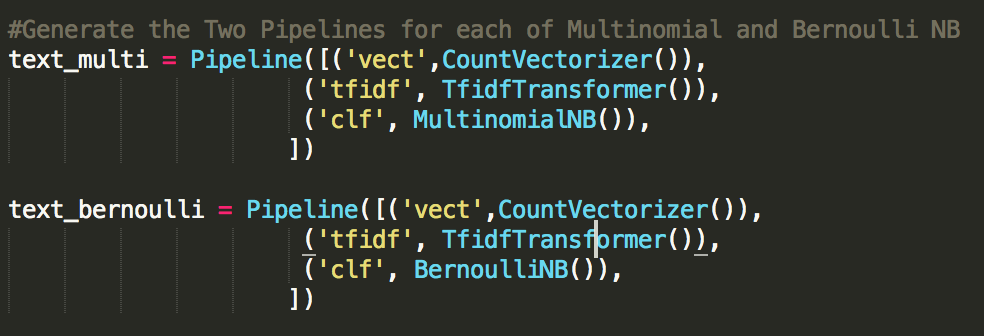 #Generate the Two Pipelines for each of Multinomial and Bernoulli NB
text_multi = Pipeline([('vect',CountVectorizer()),
('tfidf', TfidfTransformer()),
('clf', MultinomialNB()),
])
text_bernoulli = Pipeline([('vect',CountVectorizer()),
('tfidf', TfidfTransformer()),
('clf', BernoulliNB()),
])